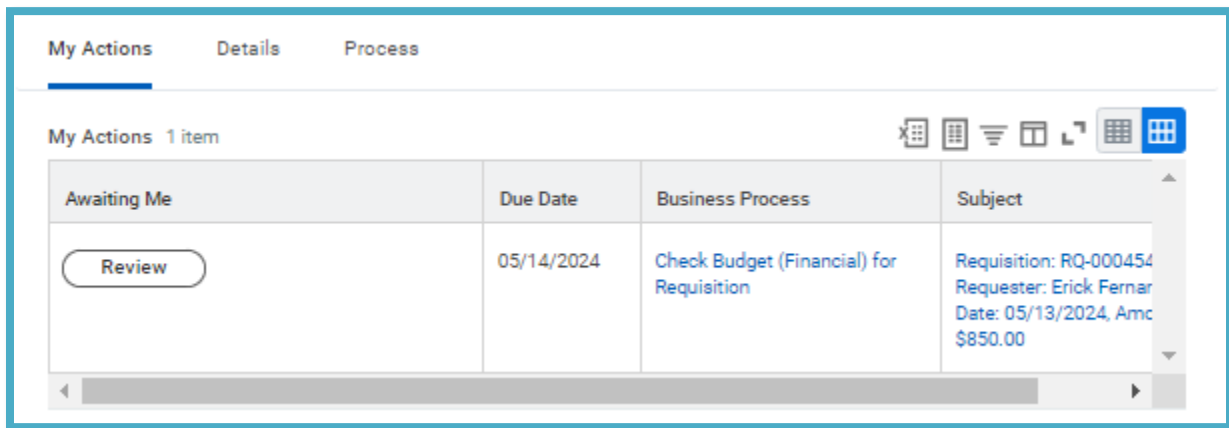 My Actions Details Process
My Actions 1 item
Awaiting Me Due Date Business Process Subject
Review 05/14/2024 Check Budget (Financial) for Requisition
Requisition: RQ-000454
Requester: Erick Fernar
Date: 05/13/2024, Amo
$850.00